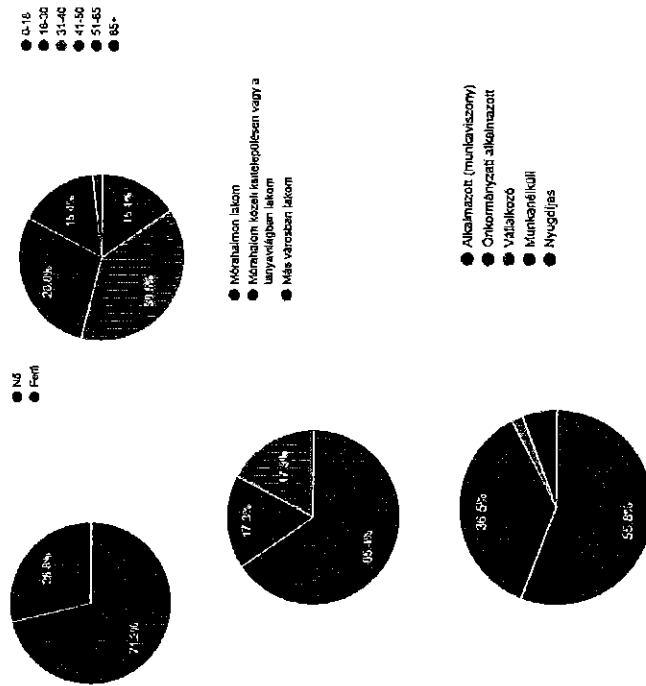 Nő
Férfi
71.2%
28.8%
0-18
18-30
31-40
41-50
51-65
65+
15.4%
28.8%
15.4%
Mórahalmon lakom
Mórahalom közeli kistelepülésen vagy a
tanyavilágban lakom
Más városban lakom
65.4%
17.3%
17.3%
Alkalmazott (munkaviszony)
Önkormányzati alkalmazott
Vállalkozó
Munkanélküli
Nyugdíjas
55.8%
36.5%